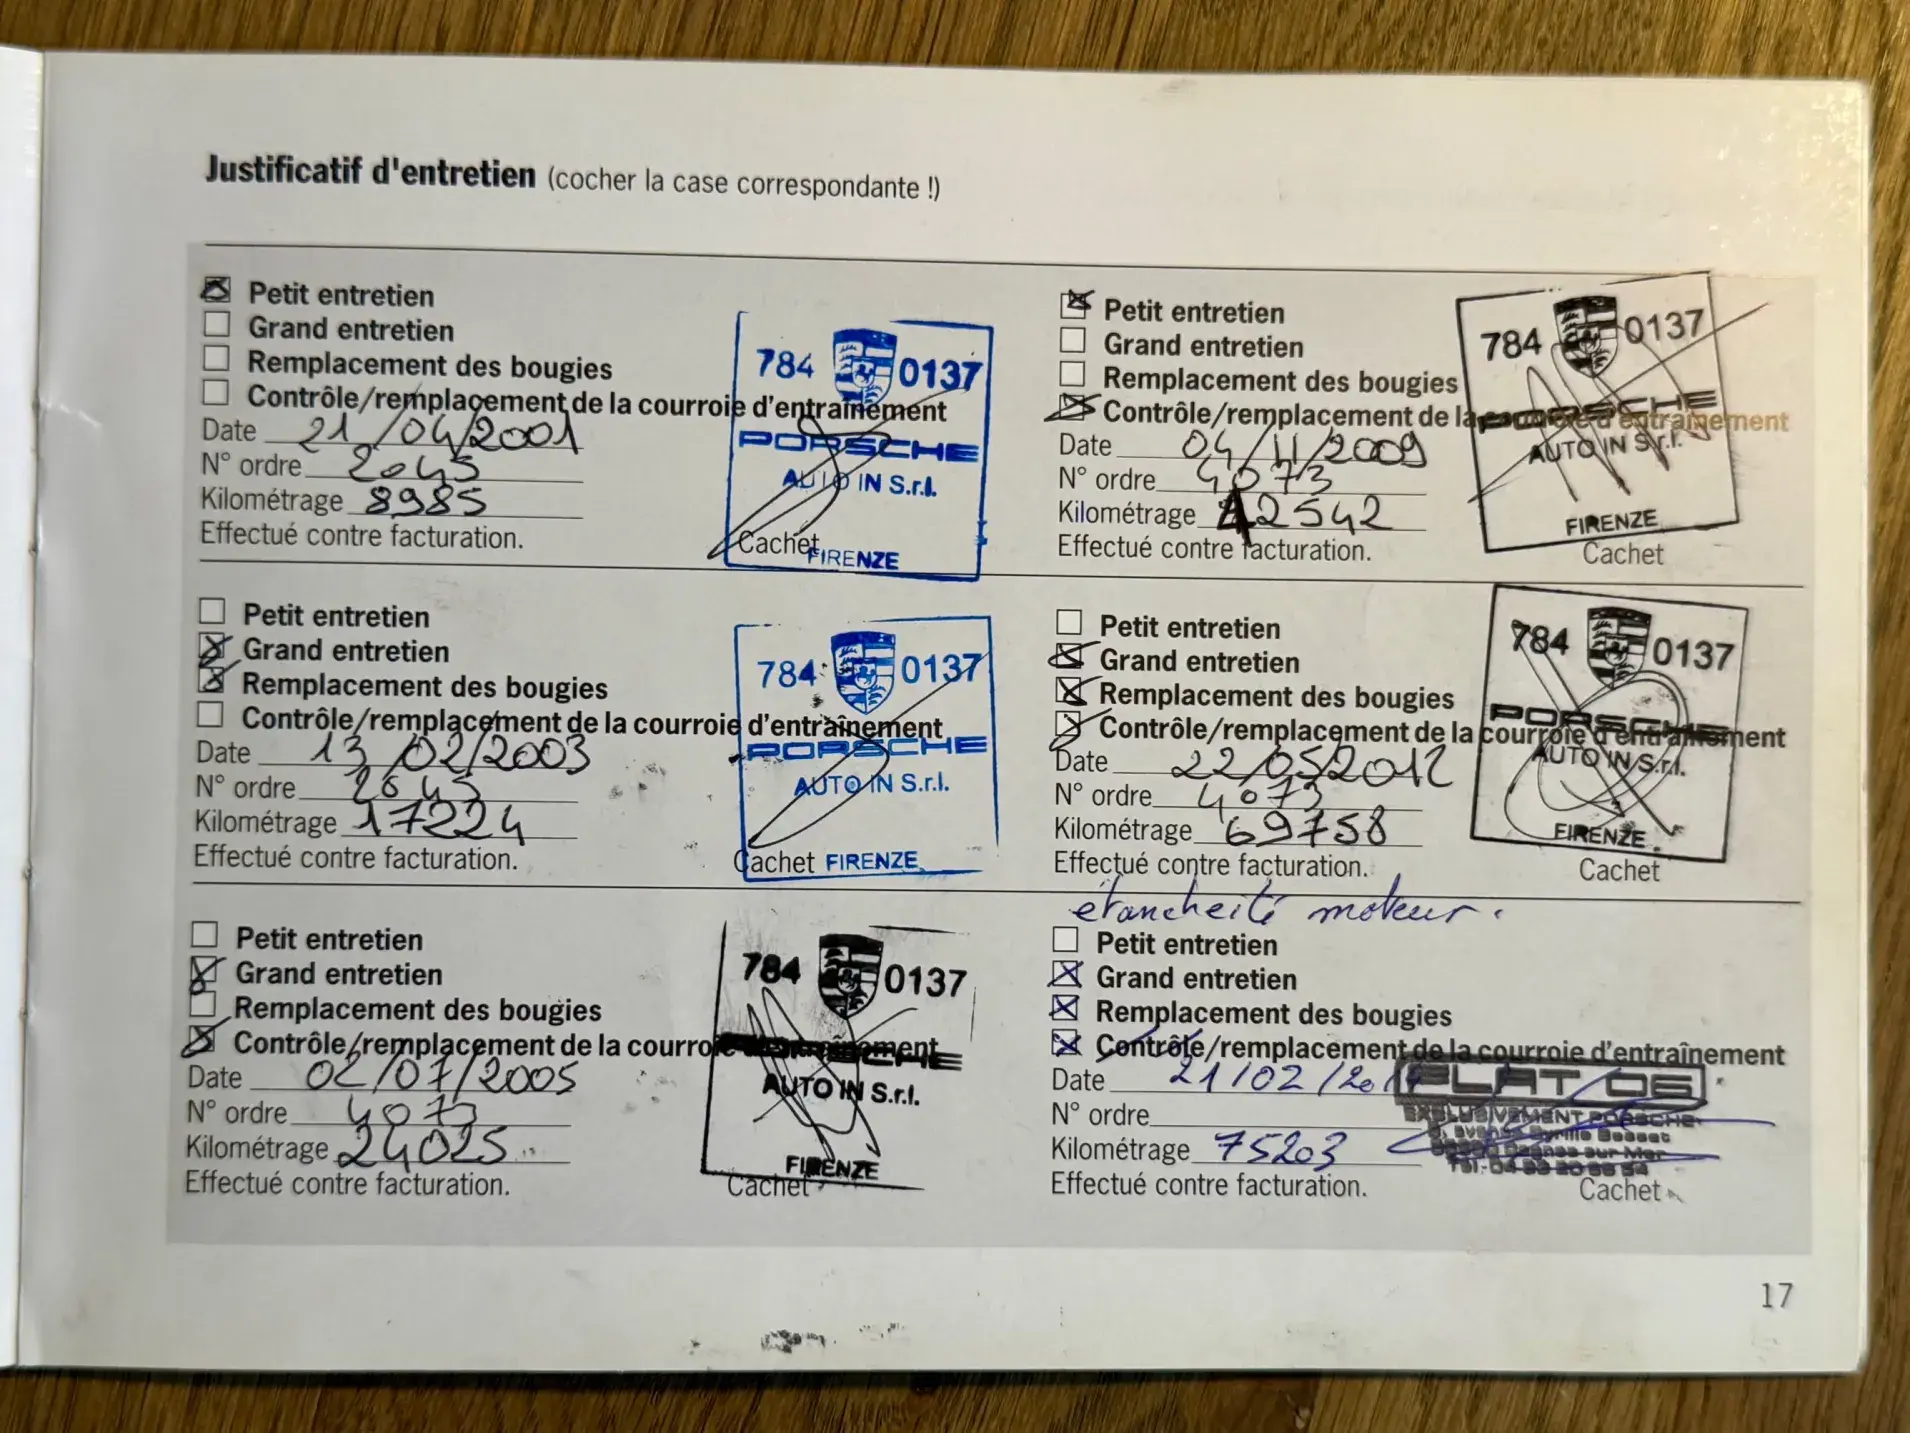 Justificatif d'entretien (cocher la case correspondante !)
Petit entretien
Grand entretien
Remplacement des bougies
Contrôle/remplacement de la courroie d'entraînement
Date 21/04/2001
N° ordre 2045
Kilométrage 8985
Effectué contre facturation.
784 0137
PORSCHE
AUTO IN S.r.l.
Cachet
FIRENZE
Petit entretien
Grand entretien
Remplacement des bougies
Contrôle/remplacement de la courroie d'entraînement
Date 13/02/2003
N° ordre 2645
Kilométrage 17224
Effectué contre facturation.
784 0137
PORSCHE
AUTO IN S.r.l.
Cachet FIRENZE
Petit entretien
Grand entretien
Remplacement des bougies
Contrôle/remplacement de la courroie d'entraînement
Date 02/07/2005
N° ordre 4073
Kilométrage 24025
Effectué contre facturation.
784 0137
PORSCHE
AUTO IN S.r.l.
FIRENZE
Cachet
Petit entretien
Grand entretien
Remplacement des bougies
Contrôle/remplacement de la courroie d'entraînement
Date 04/11/2009
N° ordre 4073
Kilométrage 42542
Effectué contre facturation.
784 0137
PORSCHE
AUTO IN S.r.l.
FIRENZE
Cachet
Petit entretien
Grand entretien
Remplacement des bougies
Contrôle/remplacement de la courroie d'entraînement
Date 22/05/2012
N° ordre 4073
Kilométrage 69758
Effectué contre facturation.
784 0137
PORSCHE
AUTO IN S.r.l.
FIRENZE
Cachet
étancheité moteur.
Petit entretien
Grand entretien
Remplacement des bougies
Contrôle/remplacement de la courroie d'entraînement
Date 21/02/
N° ordre
Kilométrage 75203
Effectué contre facturation.
FLAT 06
EXCLUSIVEMENT PORSCHE
avenue Cyrille Besset
Cagnes sur Mer
Cachet
17